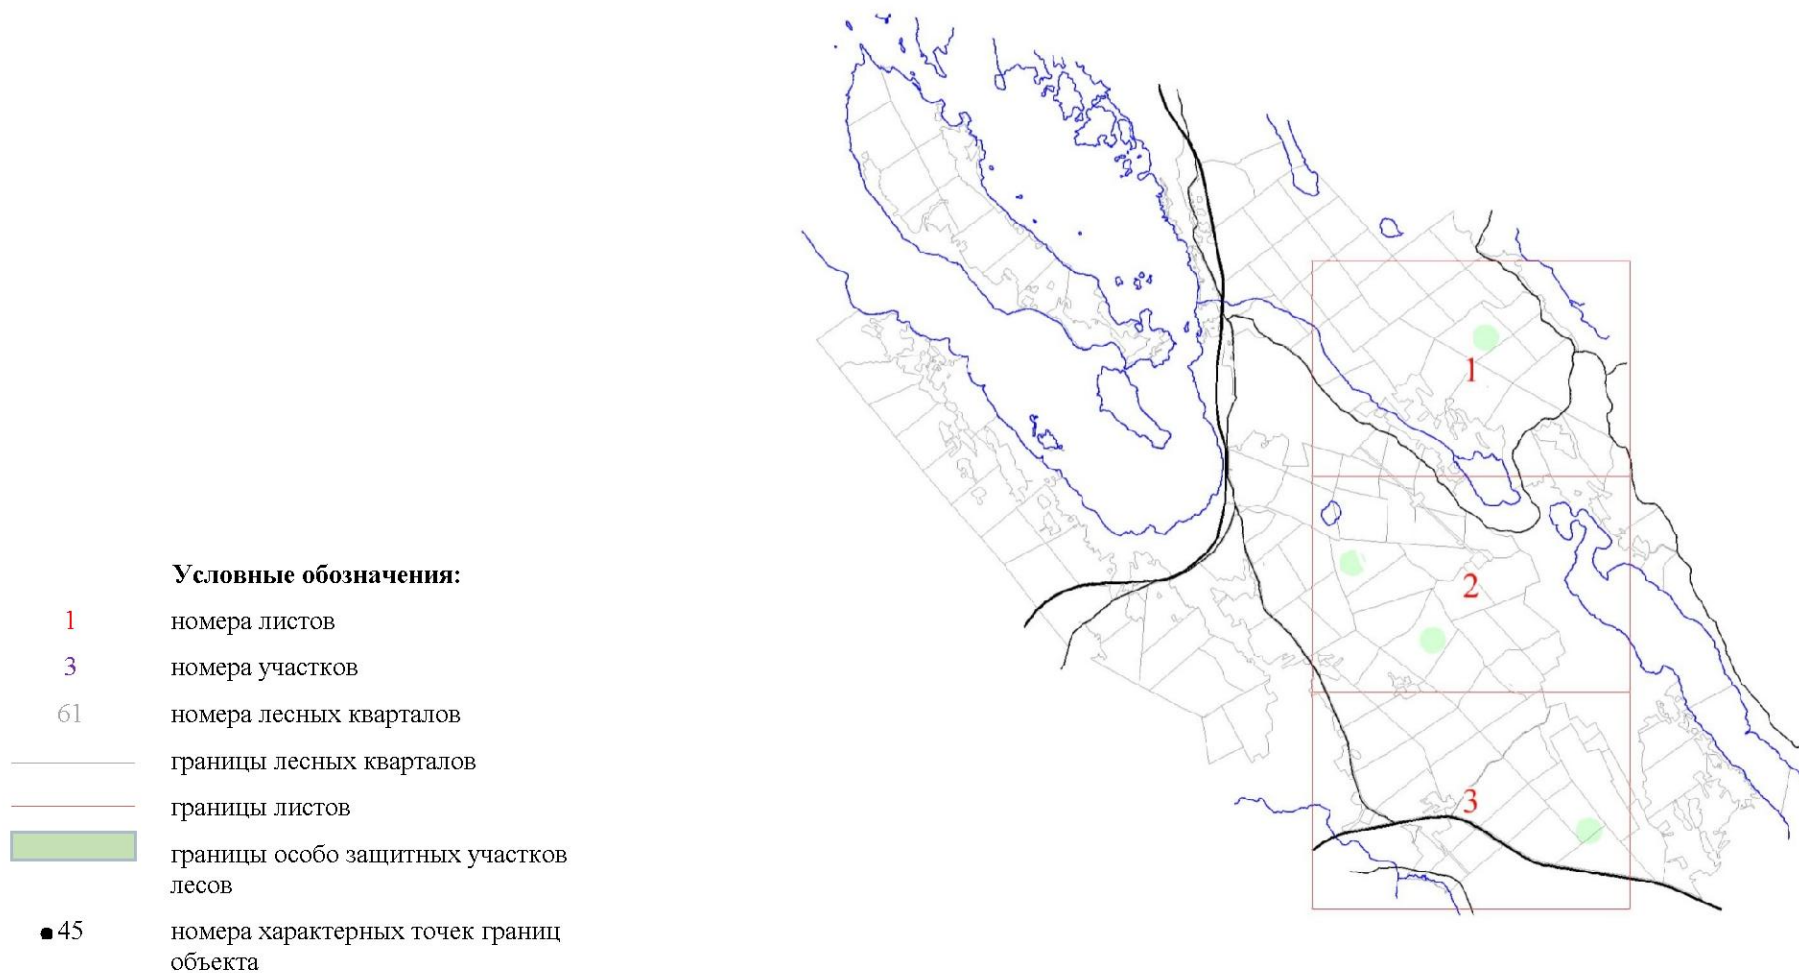 Условные обозначения:
1 номера листов
3 номера участков
61 номера лесных кварталов
границы лесных кварталов
границы листов
границы особо защитных участков
лесов
45 номера характерных точек границ
объекта
1
2
3